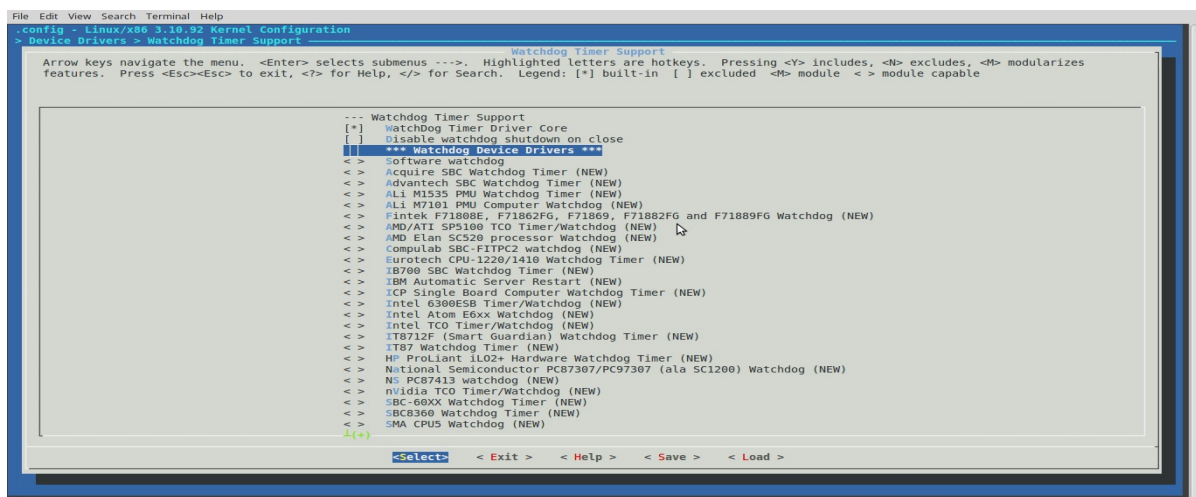 File Edit View Search Terminal Help
.config - Linux/x86 3.10.92 Kernel Configuration
> Device Drivers > Watchdog Timer Support
Watchdog Timer Support
Arrow keys navigate the menu. <Enter> selects submenus --->. Highlighted letters are hotkeys. Pressing <Y> includes, <N> excludes, <M> modularizes
features. Press <Esc><Esc> to exit, <?> for Help, </> for Search. Legend: [*] built-in [ ] excluded <M> module < > module capable
--- Watchdog Timer Support
[*] WatchDog Timer Driver Core
[ ] Disable watchdog shutdown on close
*** Watchdog Device Drivers ***
< > Software watchdog
< > Acquire SBC Watchdog Timer (NEW)
< > Advantech SBC Watchdog Timer (NEW)
< > ALi M1535 PMU Watchdog Timer (NEW)
< > ALi M7101 PMU Computer Watchdog (NEW)
< > Fintek F71808E, F71862FG, F71869, F71882FG and F71889FG Watchdog (NEW)
< > AMD/ATI SP5100 TCO Timer/Watchdog (NEW)
< > AMD Elan SC520 processor Watchdog (NEW)
< > Compulab SBC-FITPC2 watchdog (NEW)
< > Eurotech CPU-1220/1410 Watchdog Timer (NEW)
< > IB700 SBC Watchdog Timer (NEW)
< > IBM Automatic Server Restart (NEW)
< > ICP Single Board Computer Watchdog Timer (NEW)
< > Intel 6300ESB Timer/Watchdog (NEW)
< > Intel Atom E6xx Watchdog (NEW)
< > Intel TCO Timer/Watchdog (NEW)
< > IT8712F (Smart Guardian) Watchdog Timer (NEW)
< > IT87 Watchdog Timer (NEW)
< > HP ProLiant iLO2+ Hardware Watchdog Timer (NEW)
< > National Semiconductor PC87307/PC97307 (ala SC1200) Watchdog (NEW)
< > NS PC87413 watchdog (NEW)
< > nVidia TCO Timer/Watchdog (NEW)
< > SBC-60XX Watchdog Timer (NEW)
< > SBC8360 Watchdog Timer (NEW)
< > SMA CPU5 Watchdog (NEW)
┴(+)
<Select> < Exit > < Help > < Save > < Load >